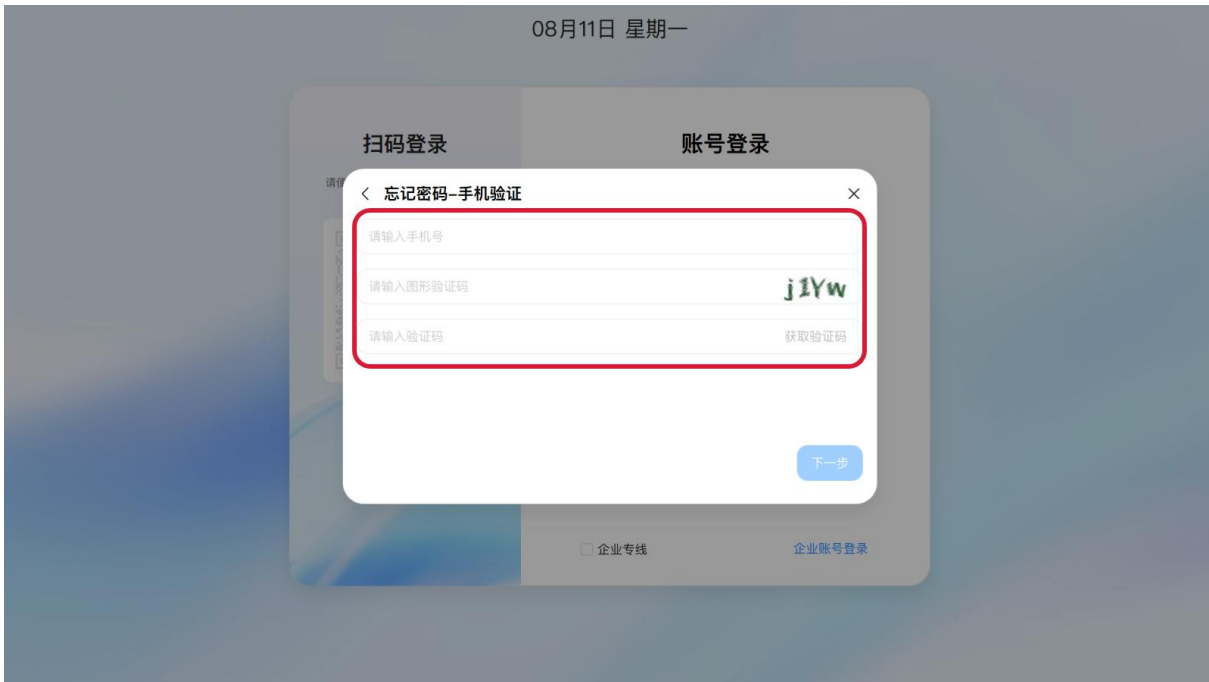 08月11日 星期一
扫码登录
账号登录
请使
忘记密码–手机验证
请输入手机号
请输入图形验证码
j1Yw
请输入验证码
获取验证码
下一步
企业专线
企业账号登录